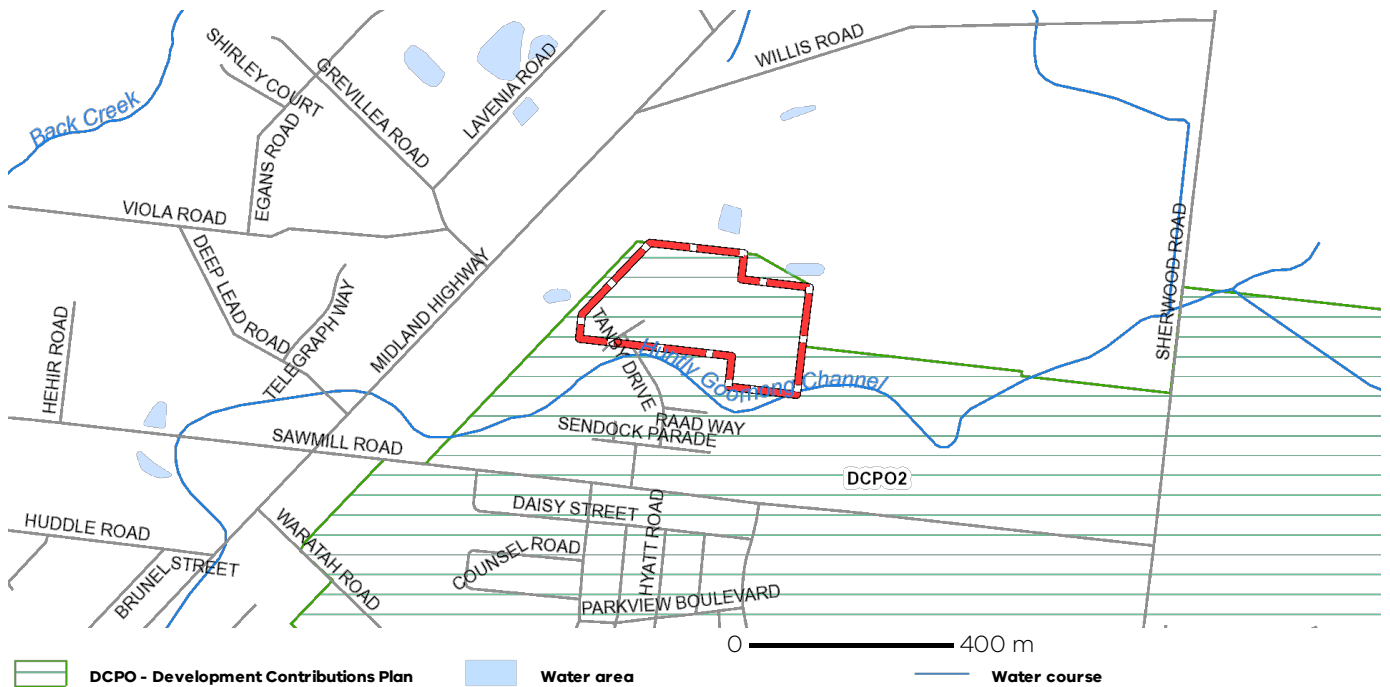 SHIRLEY COURT
GREVILLEA ROAD
LAVENIA ROAD
WILLIS ROAD
Back Creek
EGANS ROAD
VIOLA ROAD
DEEP LEAD ROAD
TELEGRAPH WAY
MIDLAND HIGHWAY
SHERWOOD ROAD
HEHIR ROAD
TANDY DRIVE
Huntly Goornong Channel
RAAD WAY
SENDOCK PARADE
SAWMILL ROAD
DCPO2
DAISY STREET
HUDDLE ROAD
WARATAH ROAD
HYATT ROAD
COUNSEL ROAD
BRUNEL STREET
PARKVIEW BOULEVARD
0 400 m
DCPO - Development Contributions Plan
Water area
Water course